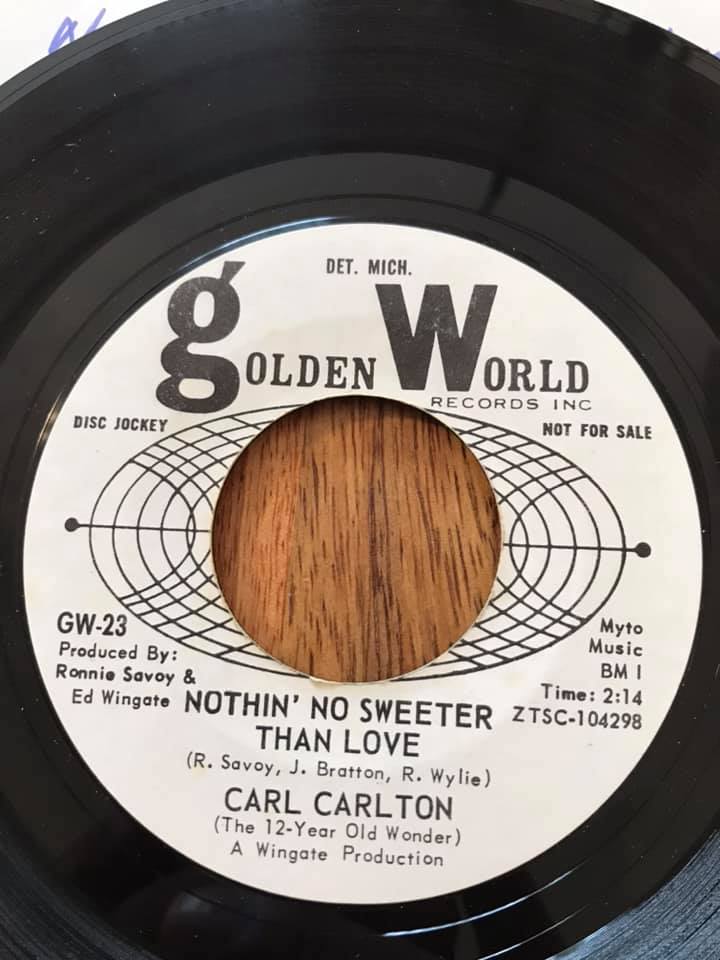 DET. MICH.
gOLDEN WORLD
RECORDS INC
DISC JOCKEY
NOT FOR SALE
GW-23
Produced By:
Ronnie Savoy &
Ed Wingate
Myto
Music
BMI
Time: 2:14
ZTSC-104298
NOTHIN' NO SWEETER
THAN LOVE
(R. Savoy, J. Bratton, R. Wylie)
CARL CARLTON
(The 12-Year Old Wonder)
A Wingate Production